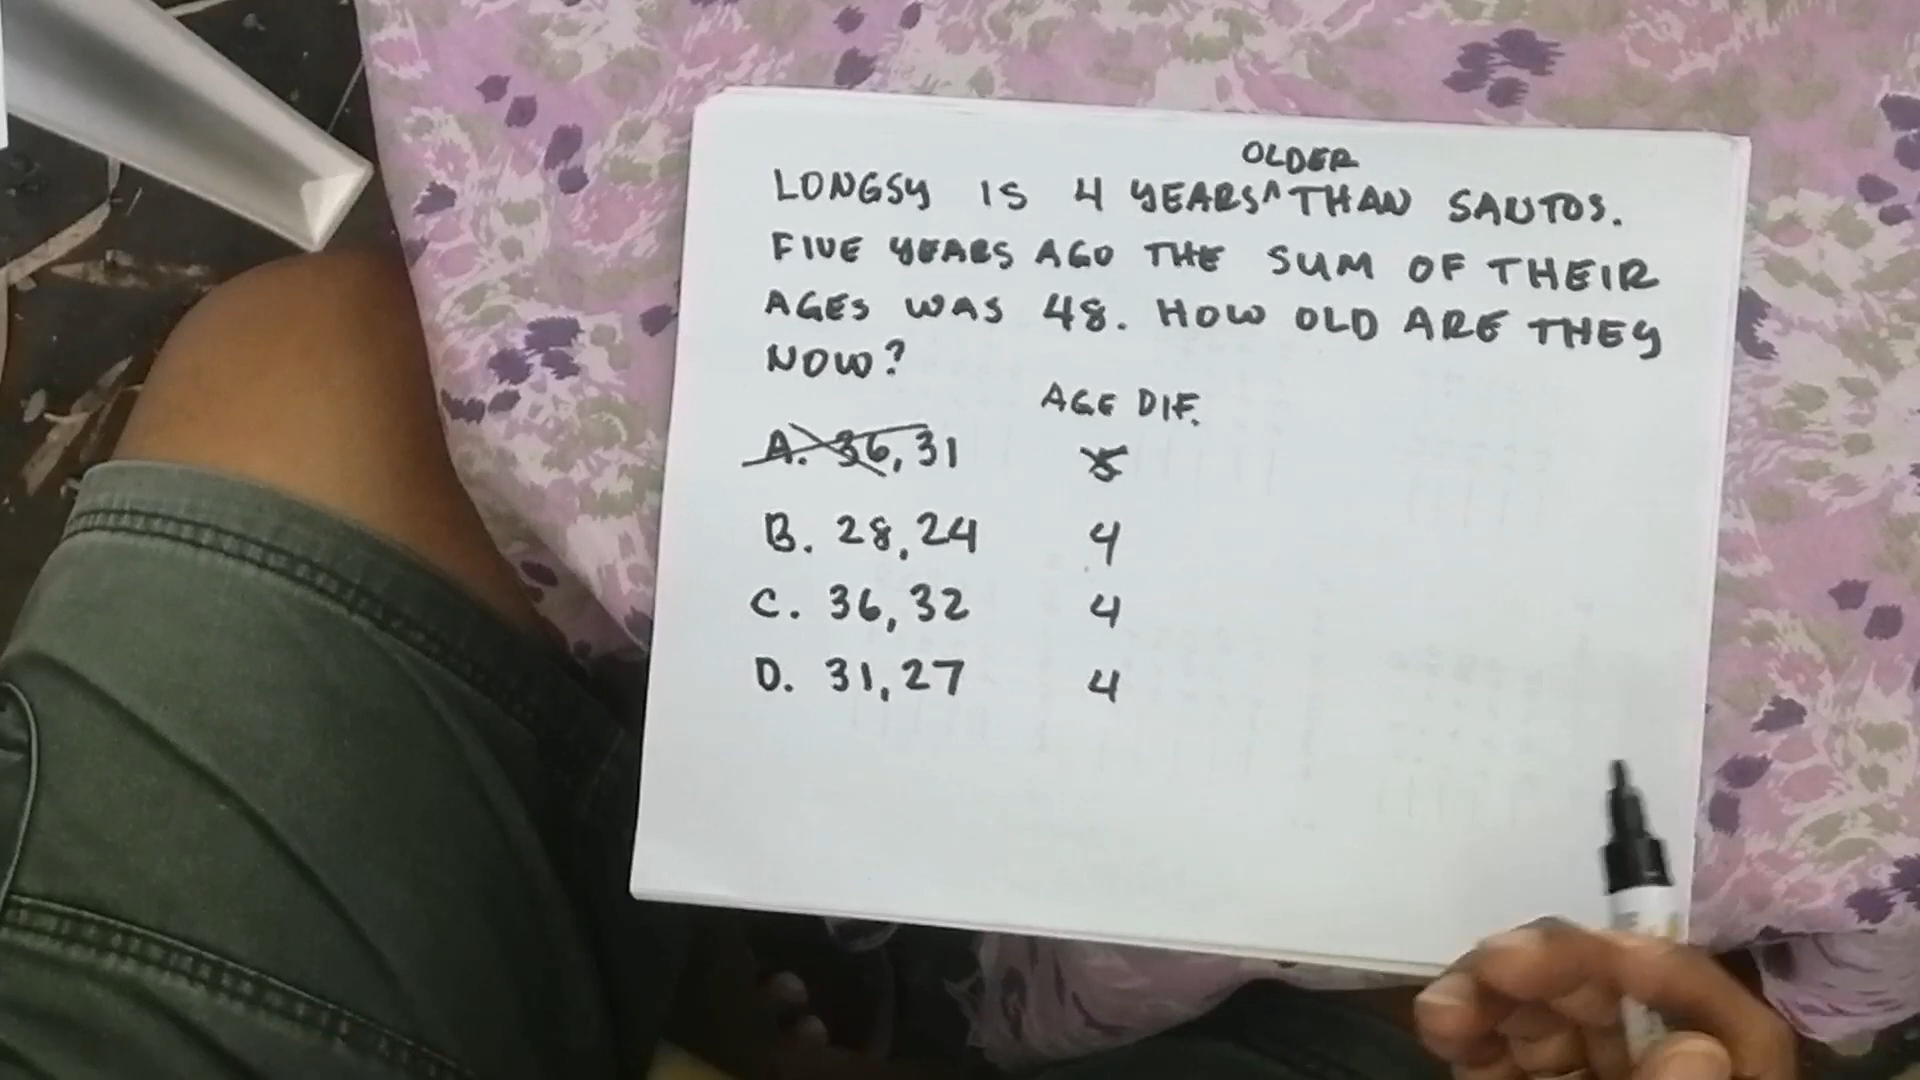 OLDER
LONGSY IS 4 YEARS^THAN SANTOS.
FIVE YEARS AGO THE SUM OF THEIR
AGES WAS 48. HOW OLD ARE THEY
NOW?
AGE DIF.
A. 36,31 5
B. 28,24 4
C. 36,32 4
D. 31,27 4